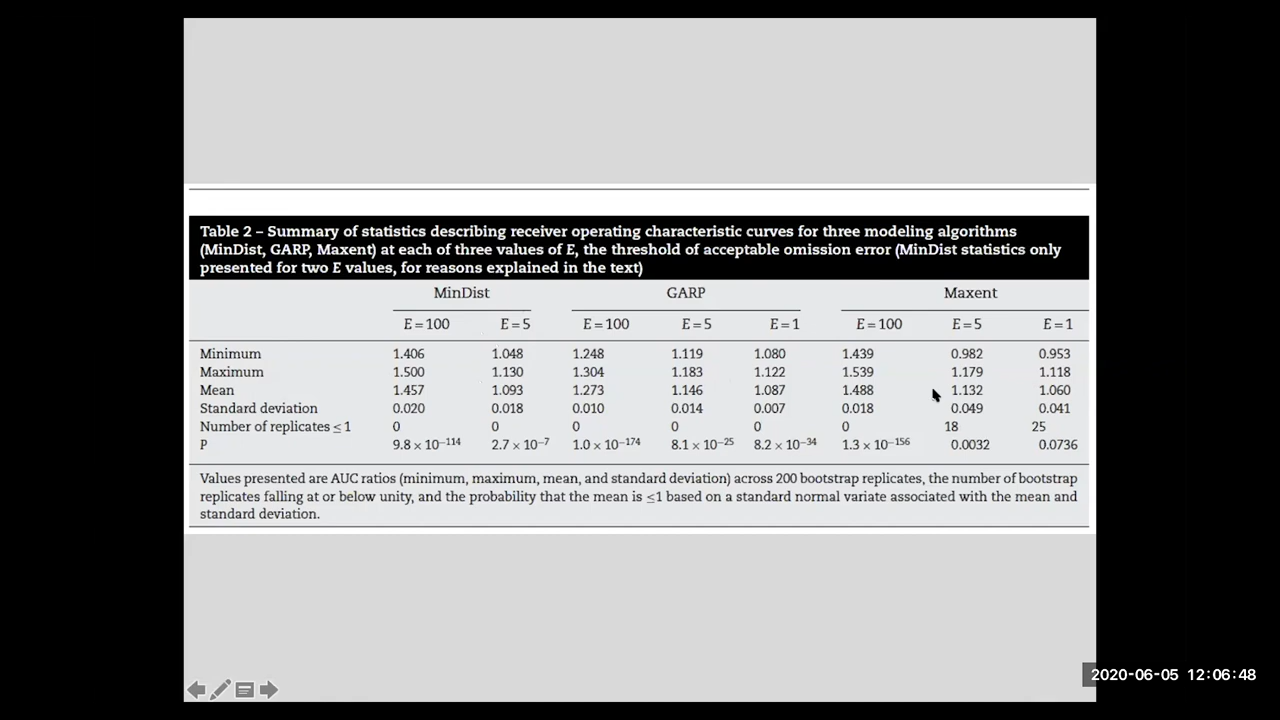 Table 2 – Summary of statistics describing receiver operating characteristic curves for three modeling algorithms
(MinDist, GARP, Maxent) at each of three values of E, the threshold of acceptable omission error (MinDist statistics only
presented for two E values, for reasons explained in the text)
MinDist GARP Maxent
E = 100 E = 5 E = 100 E = 5 E = 1 E = 100 E = 5 E = 1
Minimum 1.406 1.048 1.248 1.119 1.080 1.439 0.982 0.953
Maximum 1.500 1.130 1.304 1.183 1.122 1.539 1.179 1.118
Mean 1.457 1.093 1.273 1.146 1.087 1.488 1.132 1.060
Standard deviation 0.020 0.018 0.010 0.014 0.007 0.018 0.049 0.041
Number of replicates ≤ 1 0 0 0 0 0 0 18 25
P 9.8 × 10⁻¹¹⁴ 2.7 × 10⁻⁷ 1.0 × 10⁻¹⁷⁴ 8.1 × 10⁻²⁵ 8.2 × 10⁻³⁴ 1.3 × 10⁻¹⁵⁶ 0.0032 0.0736
Values presented are AUC ratios (minimum, maximum, mean, and standard deviation) across 200 bootstrap replicates, the number of bootstrap
replicates falling at or below unity, and the probability that the mean is ≤1 based on a standard normal variate associated with the mean and
standard deviation.
2020-06-05 12:06:48